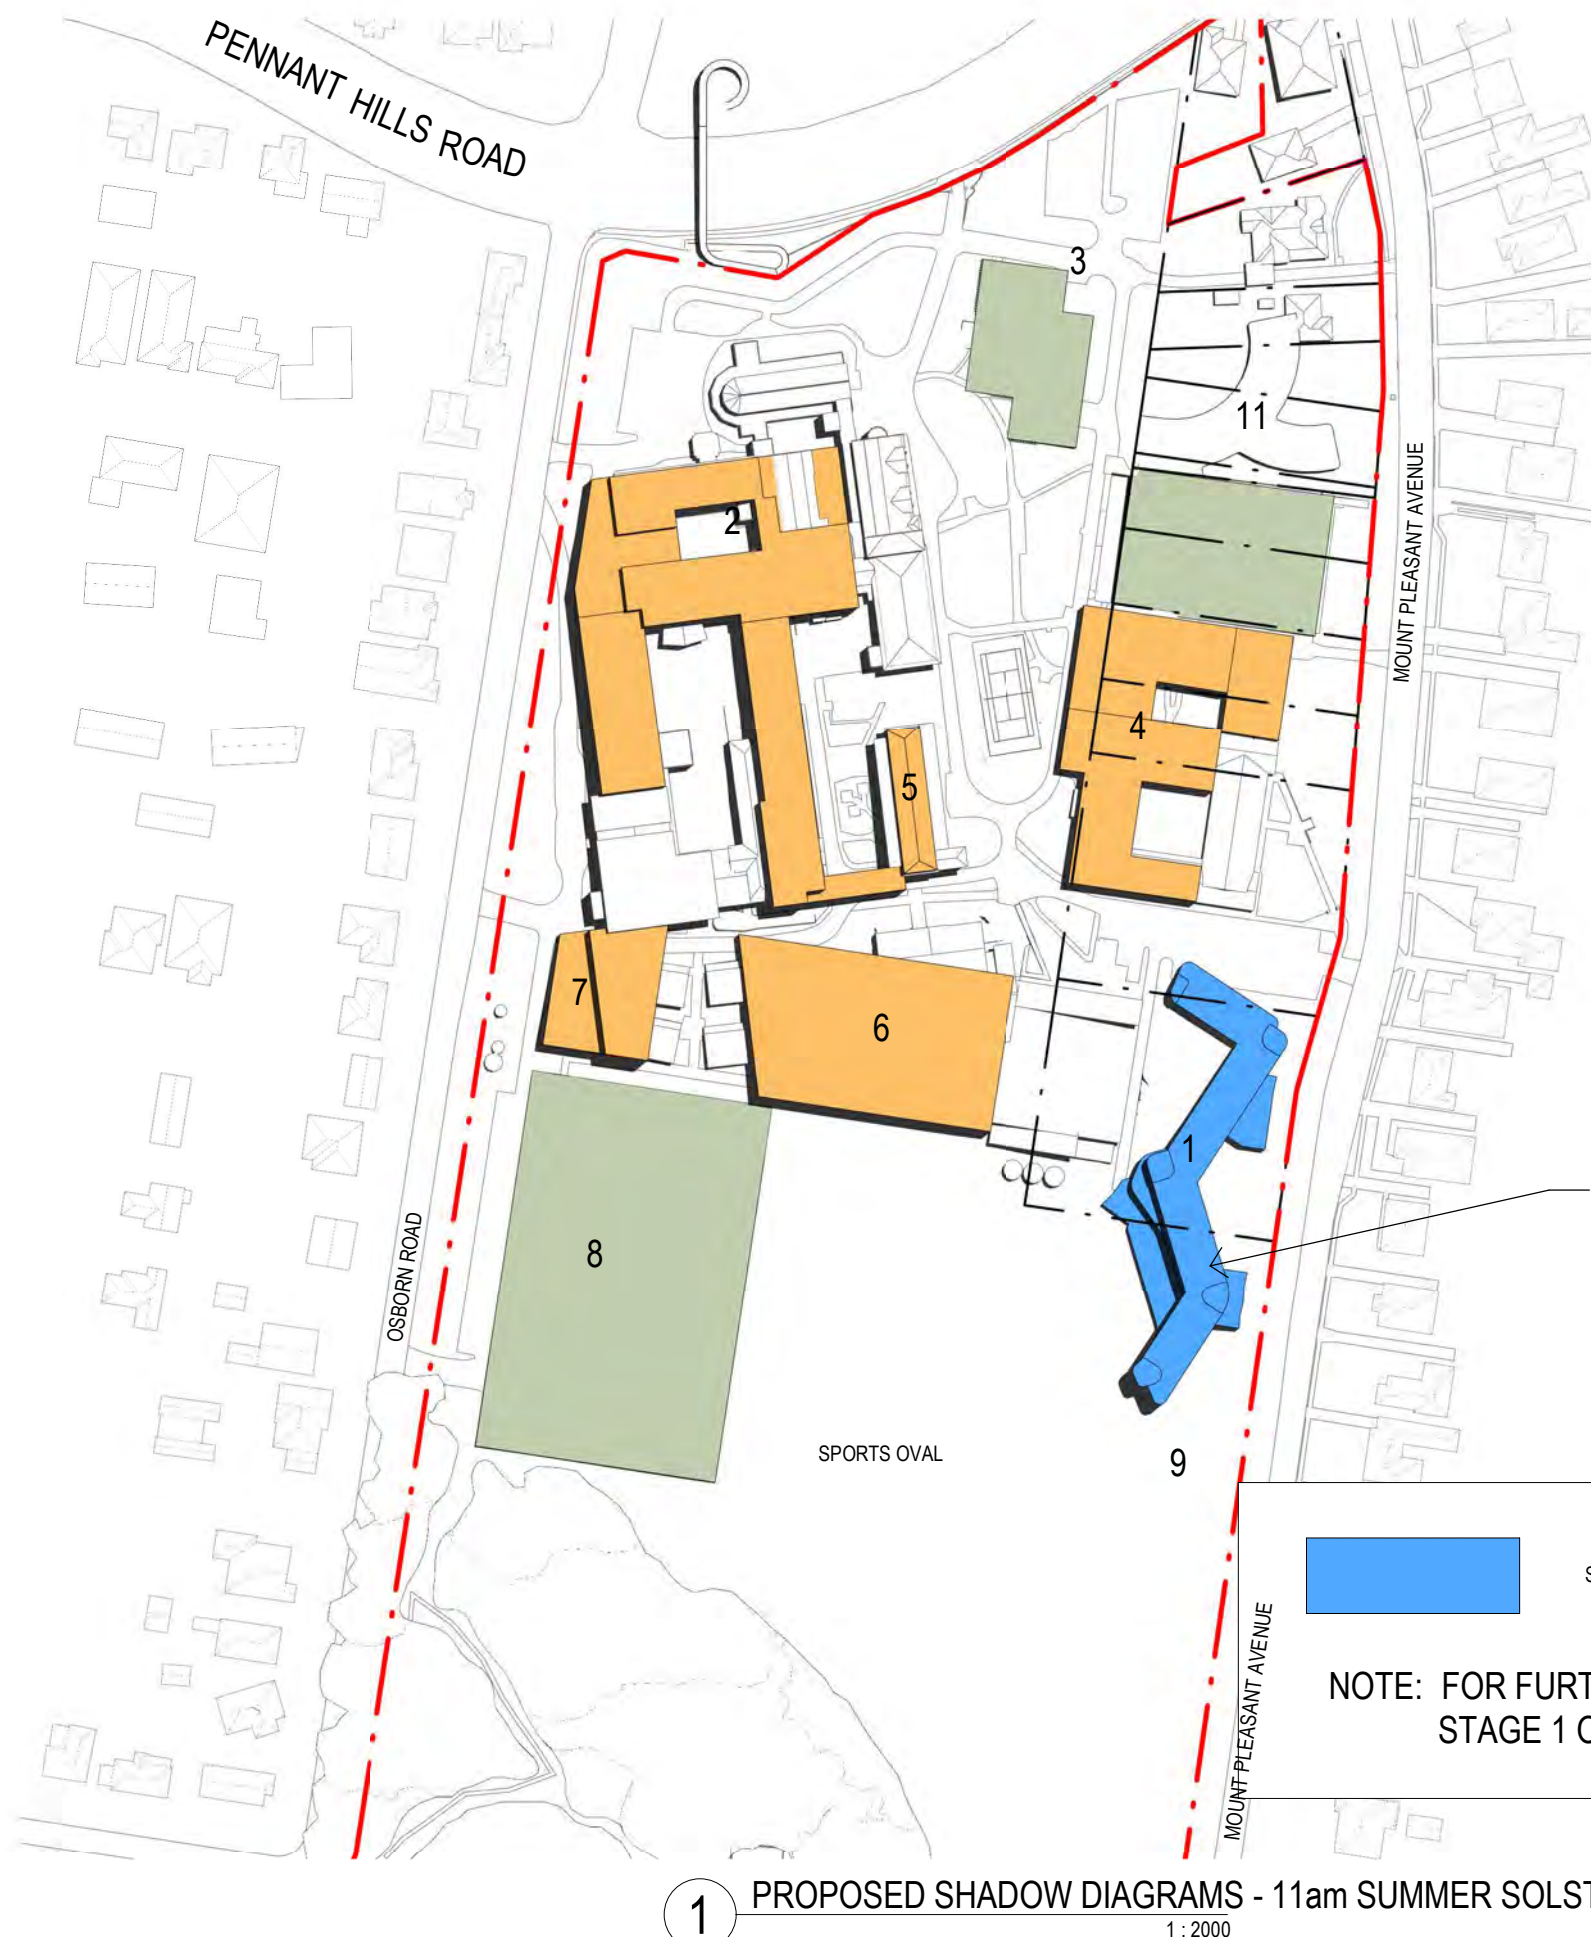 PENNANT HILLS ROAD
3
11
MOUNT PLEASANT AVENUE
2
4
5
7
6
1
8
OSBORN ROAD
SPORTS OVAL
9
S
NOTE: FOR FURT
STAGE 1 C
MOUNT PLEASANT AVENUE
1
PROPOSED SHADOW DIAGRAMS - 11am SUMMER SOLST
1 : 2000